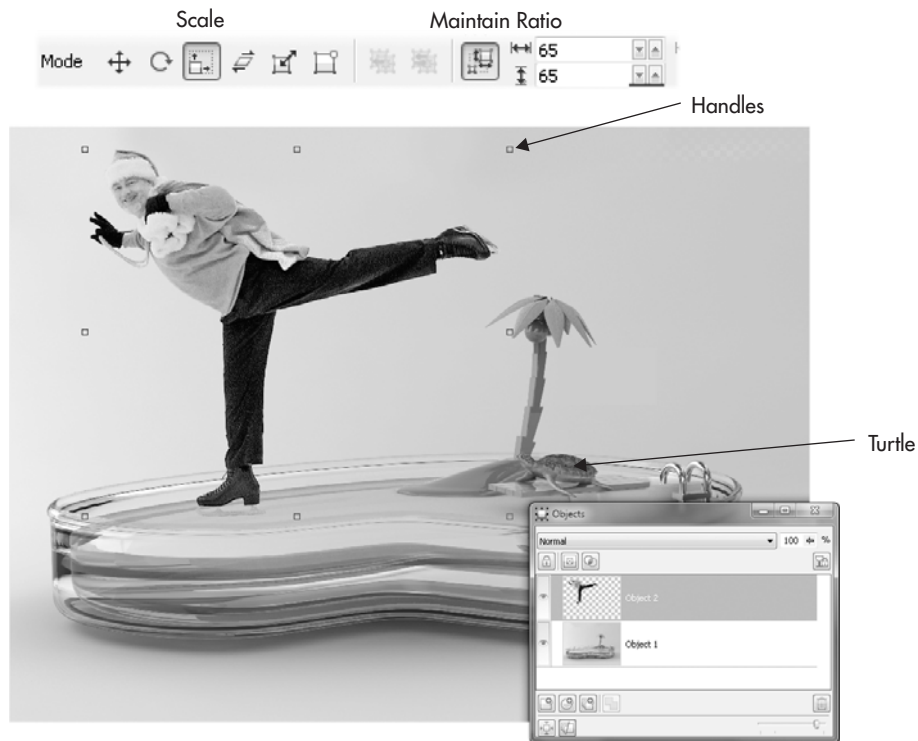 Scale
Maintain Ratio
Mode
65
65
Handles
Turtle
Objects
Normal
100
%
Object 2
Object 1